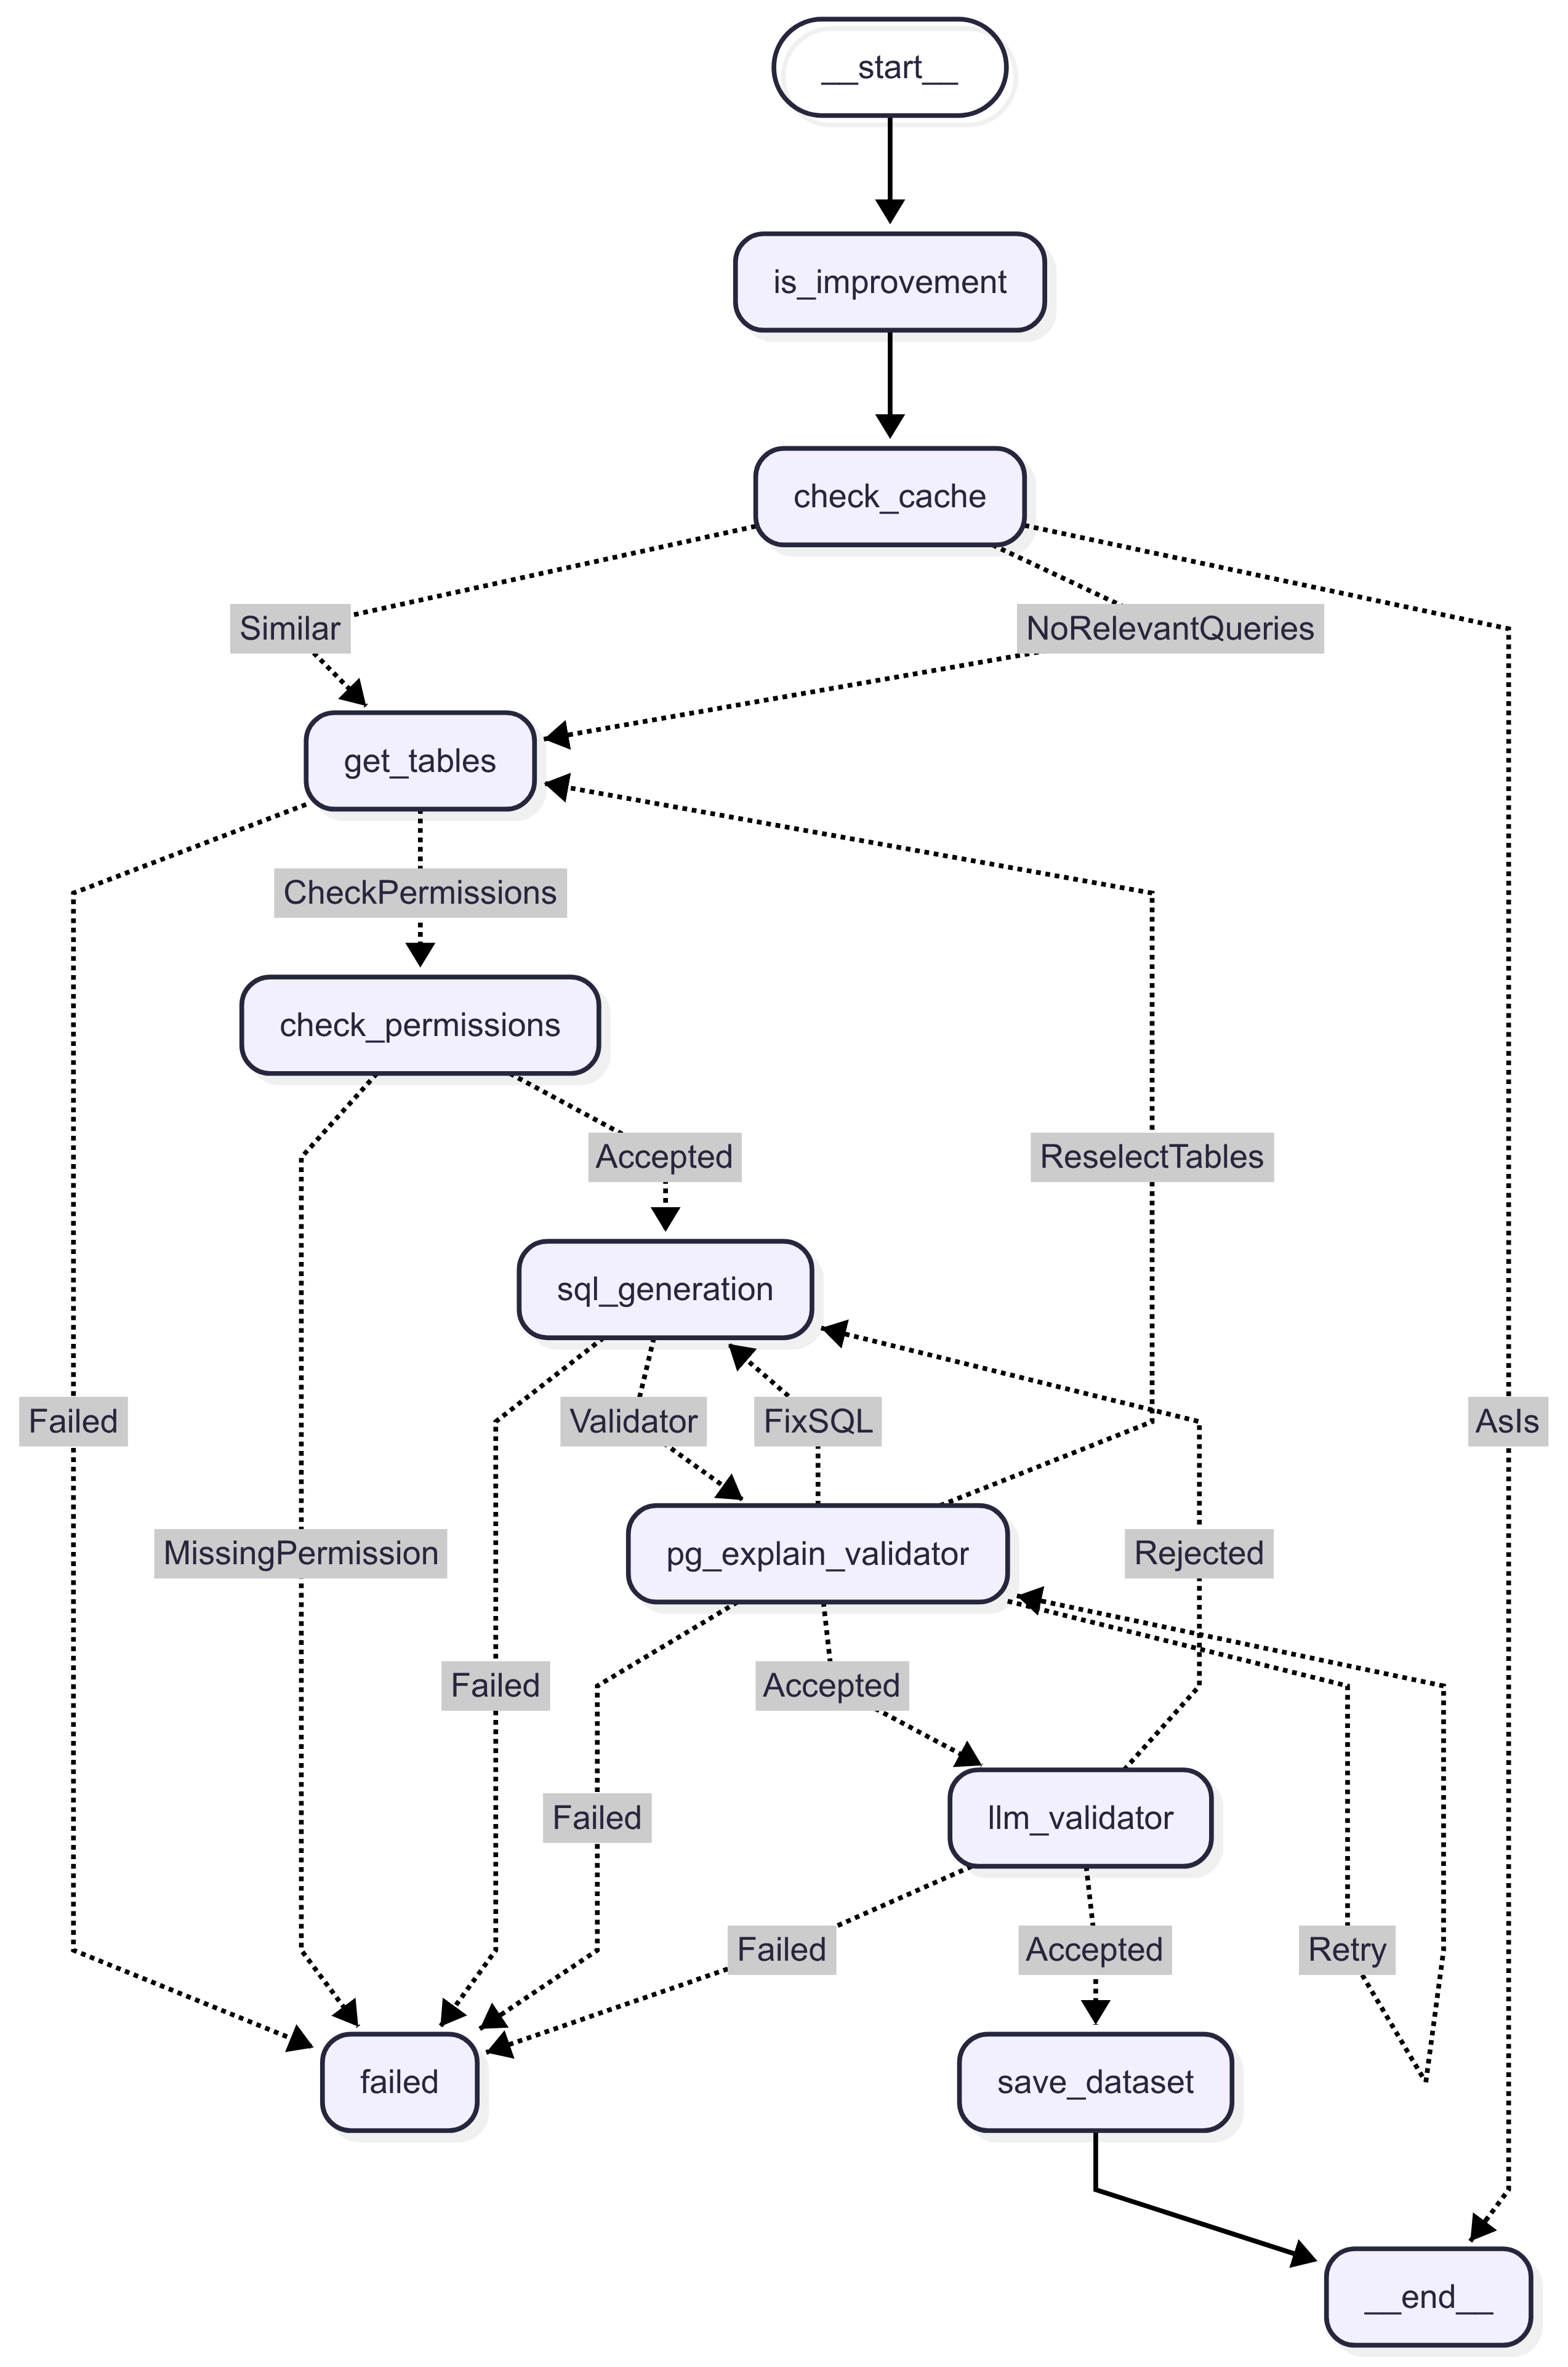 __start__
is_improvement
check_cache
Similar
NoRelevantQueries
get_tables
CheckPermissions
check_permissions
Accepted
ReselectTables
sql_generation
Failed
Validator
FixSQL
AsIs
MissingPermission
pg_explain_validator
Rejected
Failed
Accepted
Failed
llm_validator
Failed
Accepted
Retry
failed
save_dataset
__end__